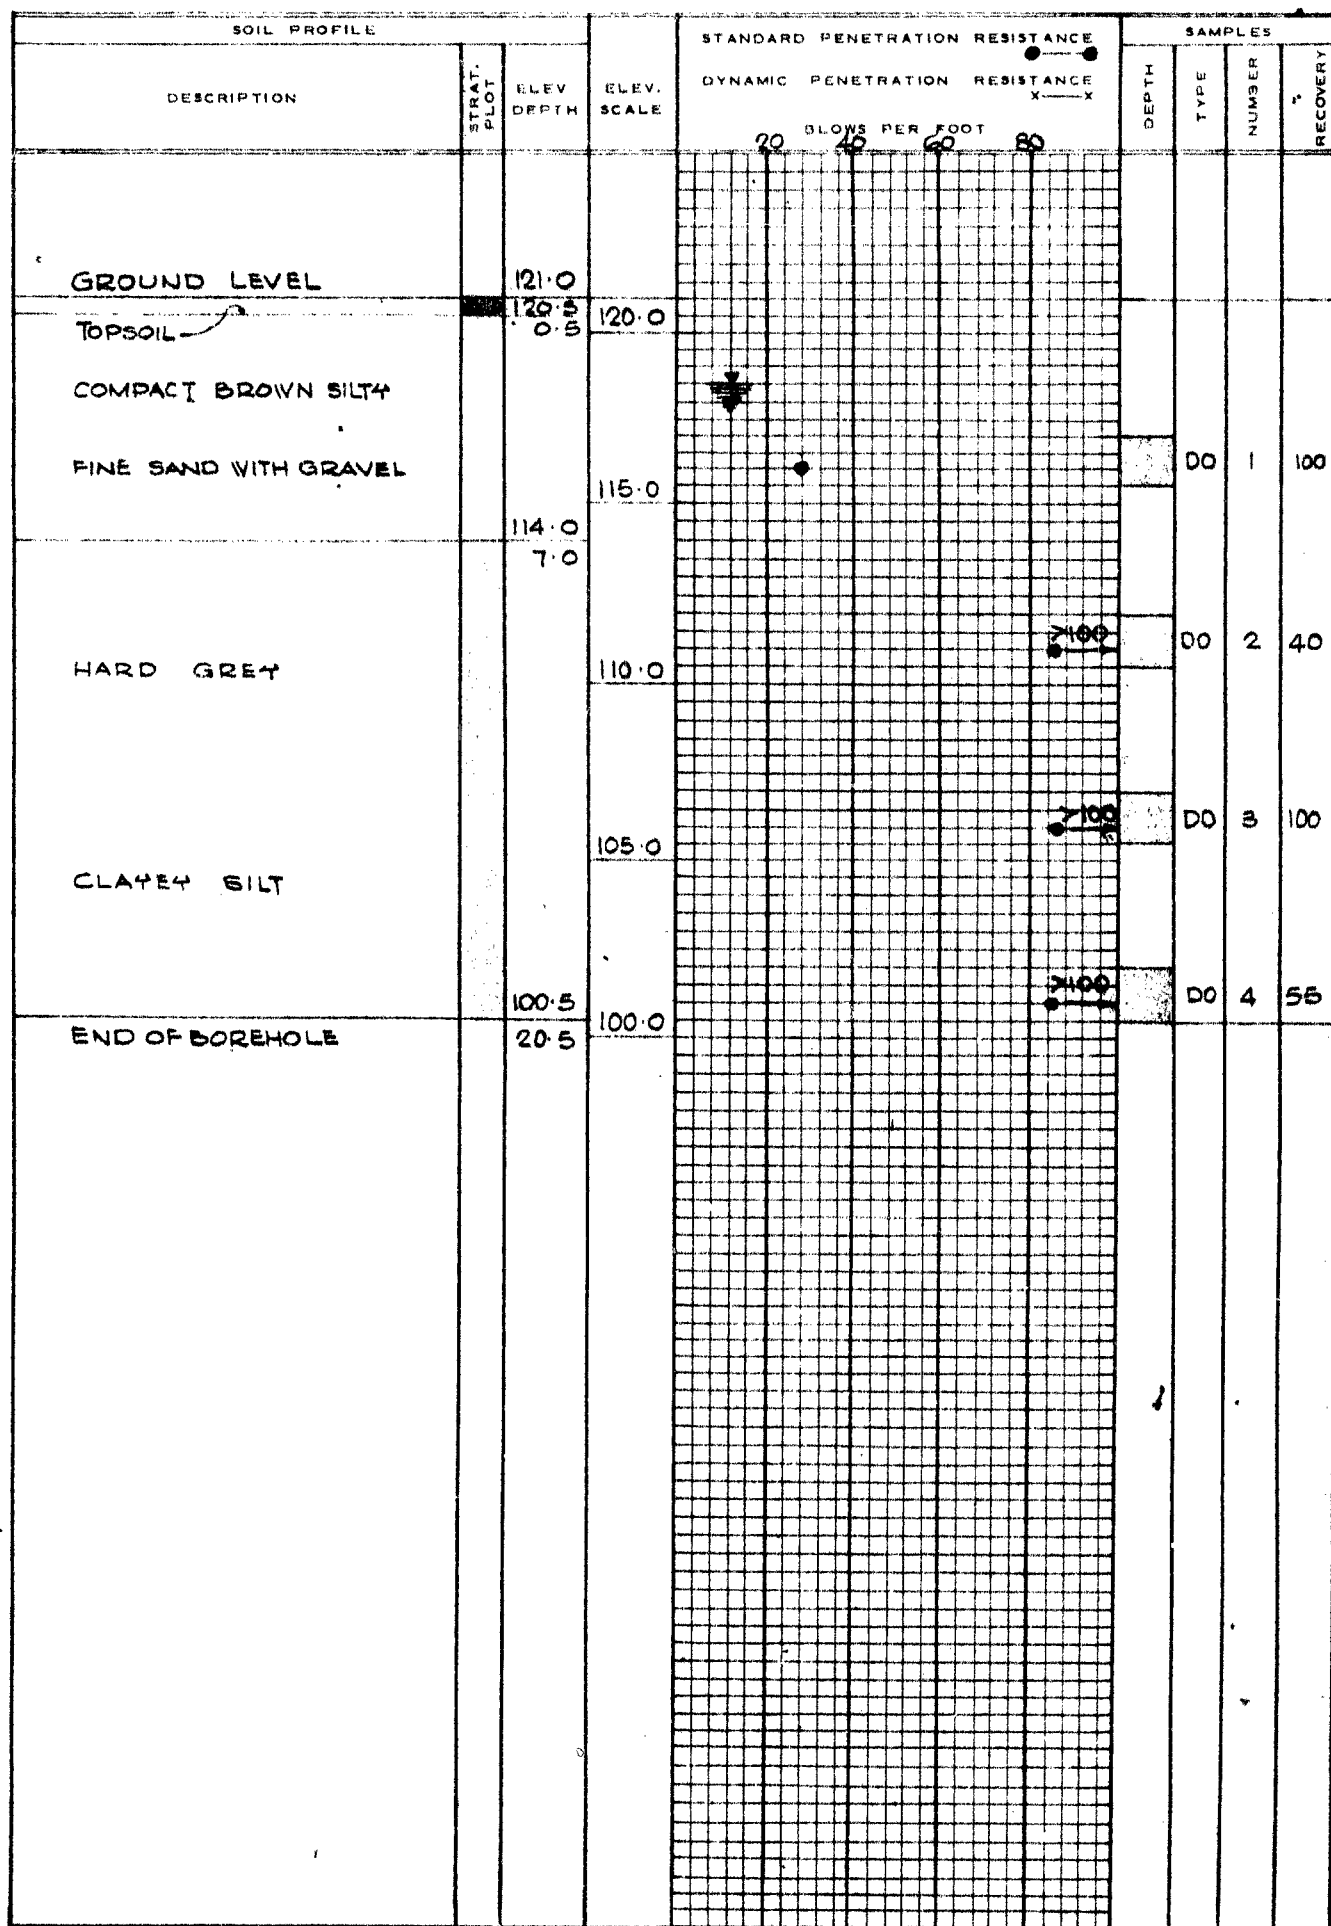 SOIL PROFILE
DESCRIPTION
STRAT. PLOT
ELEV DEPTH
ELEV. SCALE
STANDARD PENETRATION RESISTANCE
DYNAMIC PENETRATION RESISTANCE
x——x
BLOWS PER FOOT
20 40 60 80
SAMPLES
DEPTH
TYPE
NUMBER
% RECOVERY
GROUND LEVEL 121.0
120.5
TOPSOIL 0.5 120.0
COMPACT BROWN SILTY
FINE SAND WITH GRAVEL DO 1 100
115.0
114.0
7.0
>100 DO 2 40
HARD GREY 110.0
>100 DO 3 100
105.0
CLAYEY SILT
100.5 >100 DO 4 55
100.0
END OF BOREHOLE 20.5